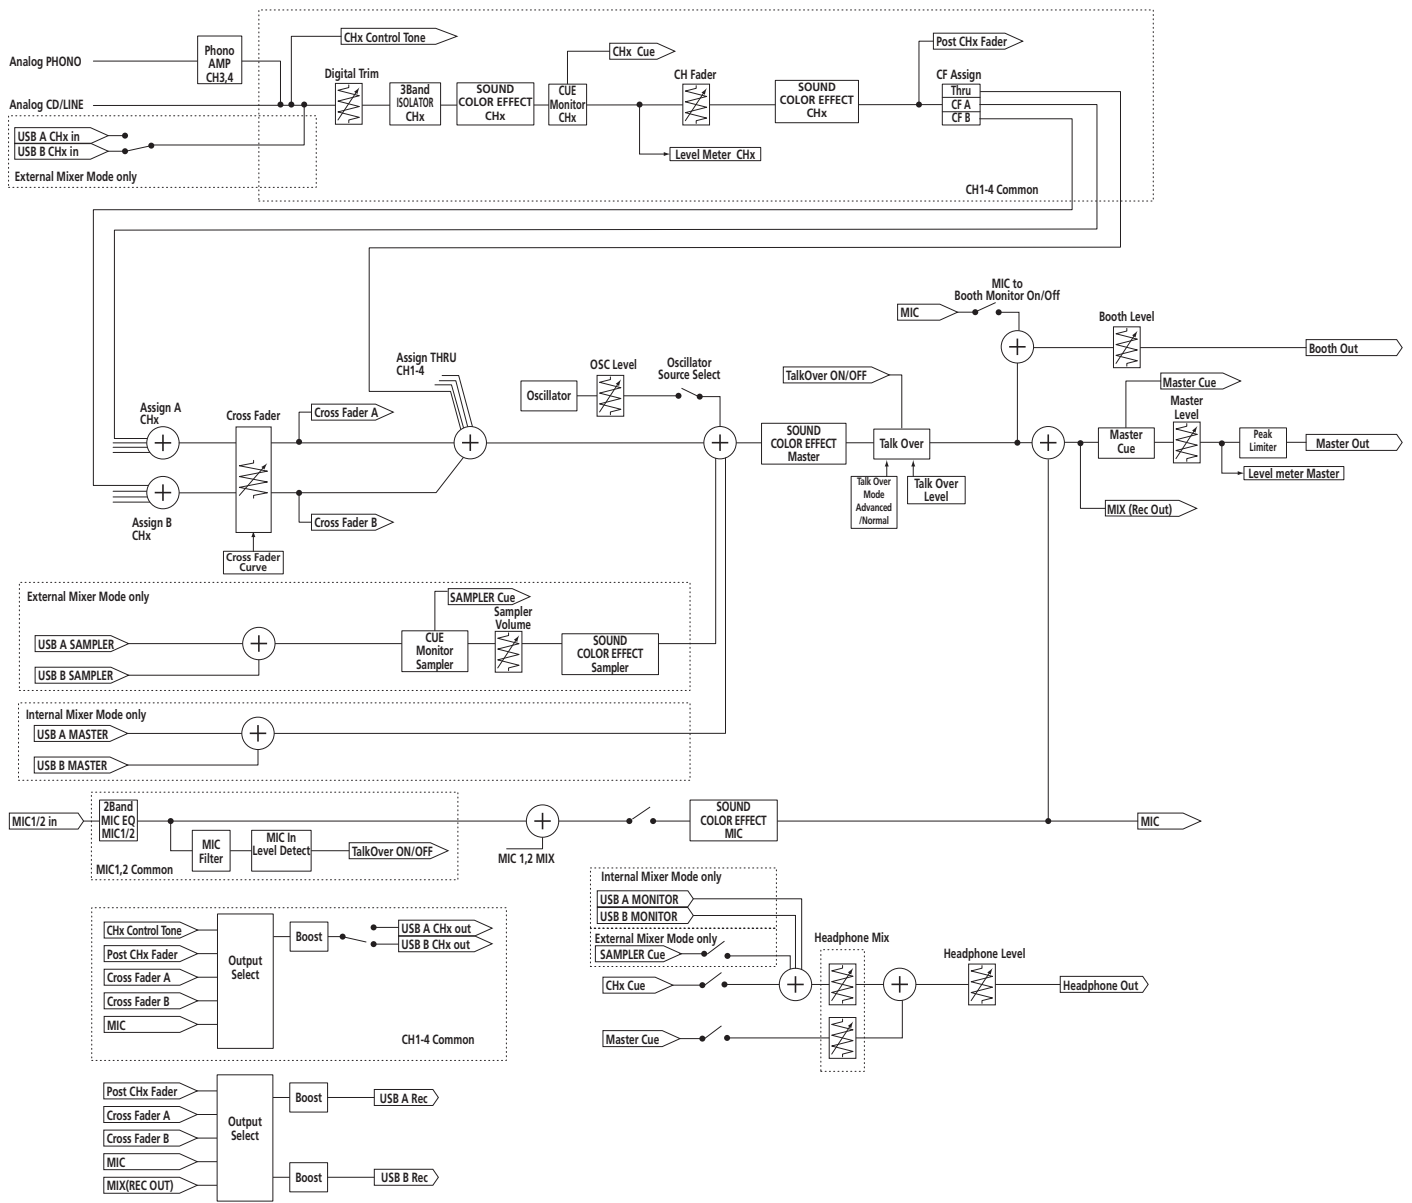 CHx Control Tone
Analog PHONO
Phono
AMP
CH3,4
Analog CD/LINE
Digital Trim
3Band
ISOLATOR
CHx
SOUND
COLOR EFFECT
CHx
CHx Cue
CUE
Monitor
CHx
CH Fader
Level Meter CHx
SOUND
COLOR EFFECT
CHx
Post CHx Fader
CF Assign
Thru
CF A
CF B
USB A CHx in
USB B CHx in
External Mixer Mode only
CH1-4 Common
MIC to
Booth Monitor On/Off
MIC
Booth Level
Booth Out
Assign THRU
CH1-4
OSC Level
Oscillator
Source Select
Oscillator
TalkOver ON/OFF
Master Cue
Master
Level
Assign A
CHx
Cross Fader
Cross Fader A
SOUND
COLOR EFFECT
Master
Talk Over
Master
Cue
Peak
Limiter
Master Out
Level meter Master
Talk Over
Mode
Advanced
/Normal
Talk Over
Level
MIX (Rec Out)
Assign B
CHx
Cross Fader B
Cross Fader
Curve
External Mixer Mode only
SAMPLER Cue
Sampler
Volume
USB A SAMPLER
USB B SAMPLER
CUE
Monitor
Sampler
SOUND
COLOR EFFECT
Sampler
Internal Mixer Mode only
USB A MASTER
USB B MASTER
MIC1/2 in
2Band
MIC EQ
MIC1/2
MIC
Filter
MIC In
Level Detect
TalkOver ON/OFF
MIC1,2 Common
MIC 1,2 MIX
SOUND
COLOR EFFECT
MIC
MIC
Internal Mixer Mode only
USB A MONITOR
USB B MONITOR
External Mixer Mode only
SAMPLER Cue
Headphone Mix
Headphone Level
CHx Cue
Headphone Out
Master Cue
CHx Control Tone
Post CHx Fader
Cross Fader A
Cross Fader B
MIC
Output
Select
Boost
USB A CHx out
USB B CHx out
CH1-4 Common
Post CHx Fader
Cross Fader A
Cross Fader B
MIC
MIX(REC OUT)
Output
Select
Boost
USB A Rec
Boost
USB B Rec